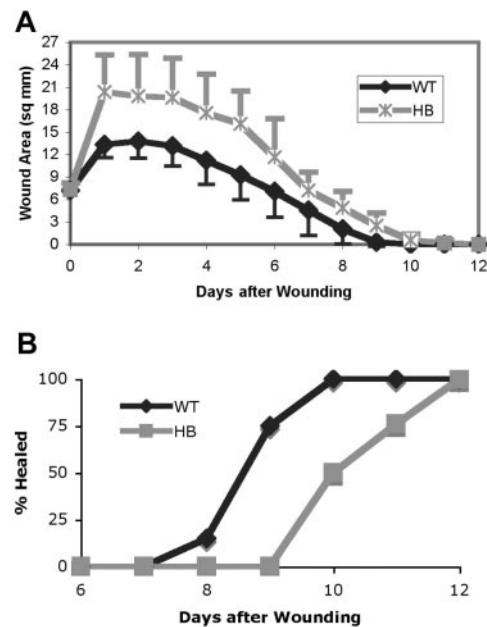 A
Wound Area (sq mm)
27
24
21
18
15
12
9
6
3
0
WT
HB
0 2 4 6 8 10 12
Days after Wounding
B
% Healed
100
75
50
25
0
WT
HB
6 8 10 12
Days after Wounding